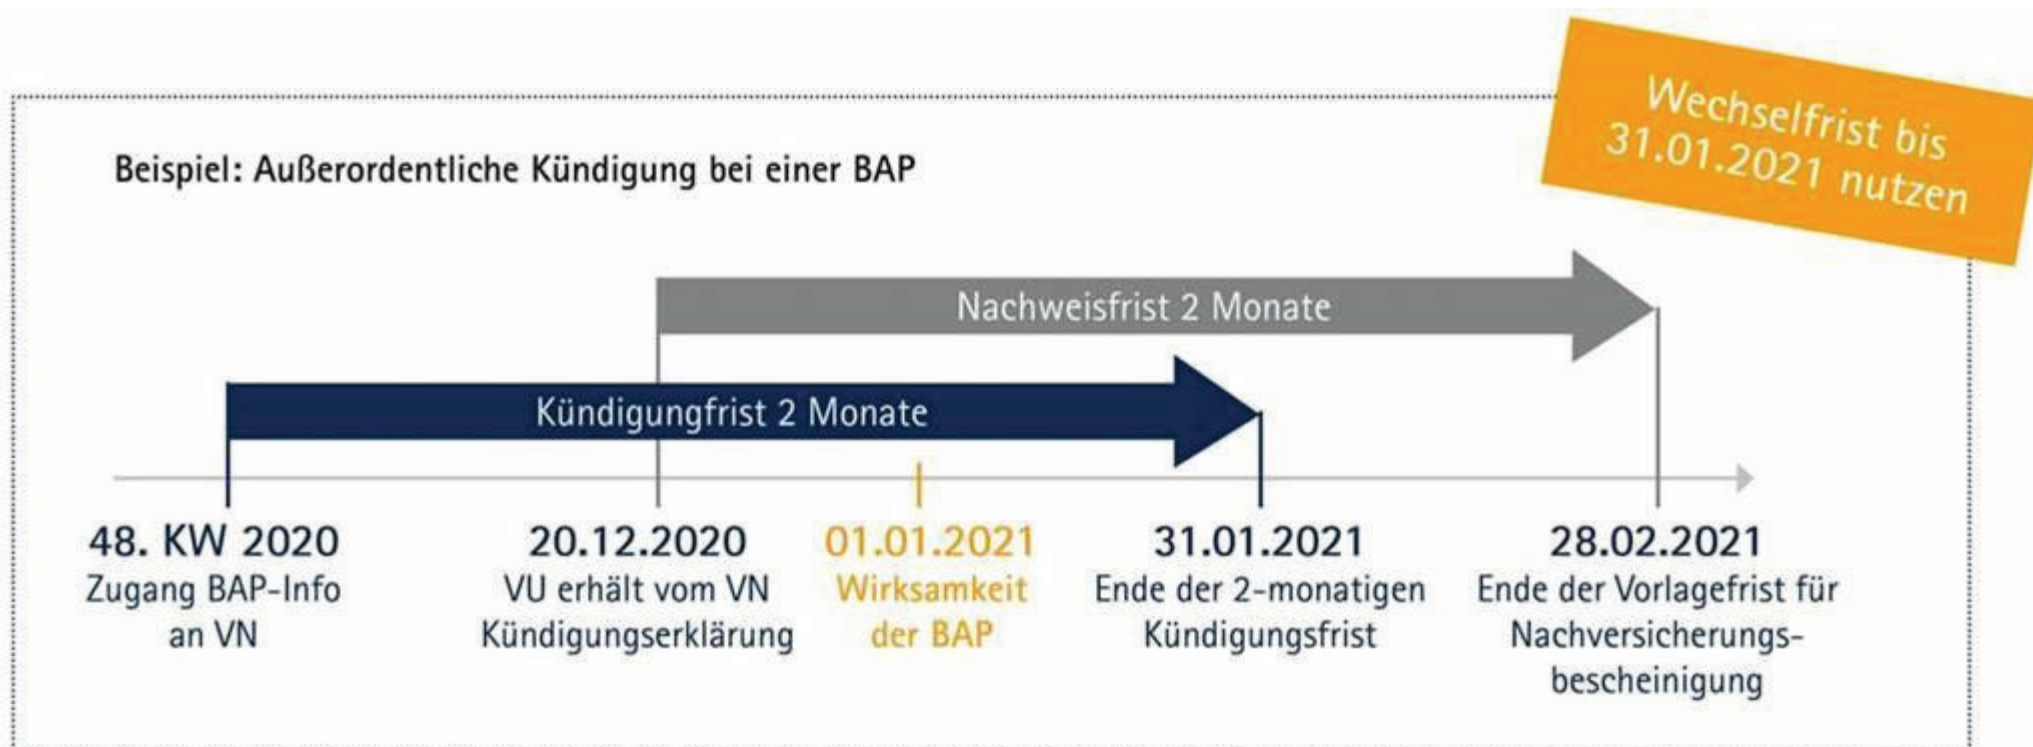 Wechselfrist bis
31.01.2021 nutzen
Beispiel: Außerordentliche Kündigung bei einer BAP
Nachweisfrist 2 Monate
Kündigungfrist 2 Monate
48. KW 2020
Zugang BAP-Info
an VN
20.12.2020
VU erhält vom VN
Kündigungserklärung
01.01.2021
Wirksamkeit
der BAP
31.01.2021
Ende der 2-monatigen
Kündigungsfrist
28.02.2021
Ende der Vorlagefrist für
Nachversicherungs-
bescheinigung